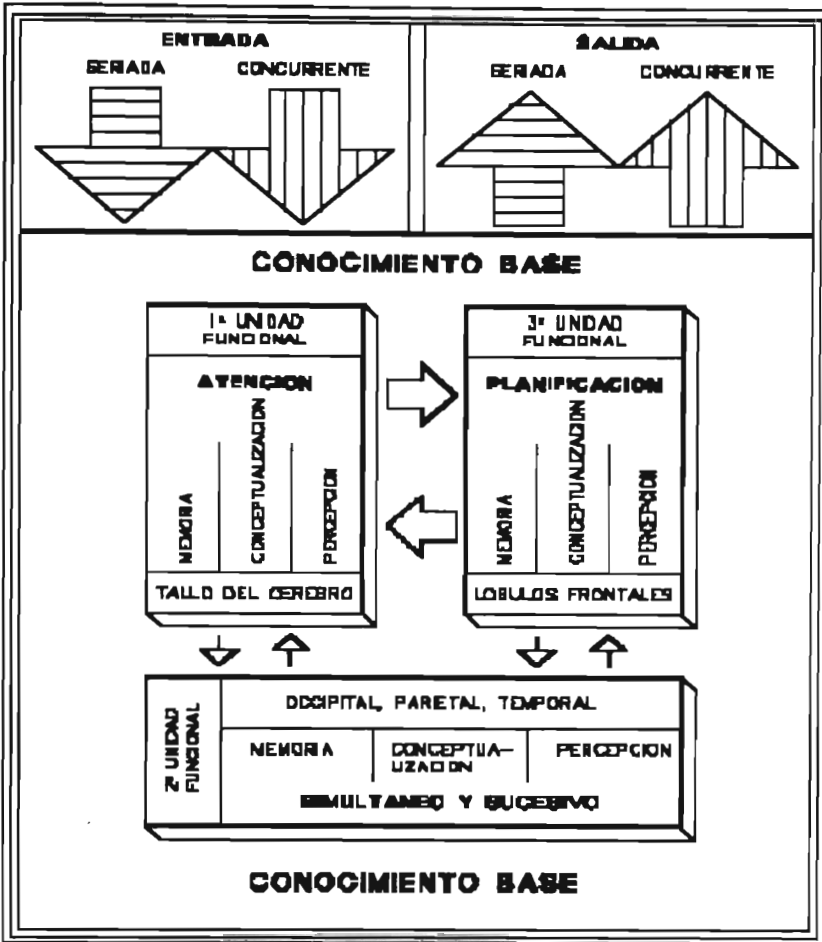 ENTRADA
SERIADA CONCURRENTE
SALIDA
SERIADA CONCURRENTE
CONOCIMIENTO BASE
1ª UNIDAD
FUNCIONAL
ATENCION
MEMORIA
CONCEPTUALIZACION
PERCEPCION
TALLO DEL CEREBRO
3ª UNIDAD
FUNCIONAL
PLANIFICACION
MEMORIA
CONCEPTUALIZACION
PERCEPCION
LOBULOS FRONTALES
2ª UNIDAD
FUNCIONAL
OCCIPITAL, PARETAL, TEMPORAL
MEMORIA
CONCEPTUA-
LIZACION
PERCEPCION
SIMULTANEO Y SUCESIVO
CONOCIMIENTO BASE